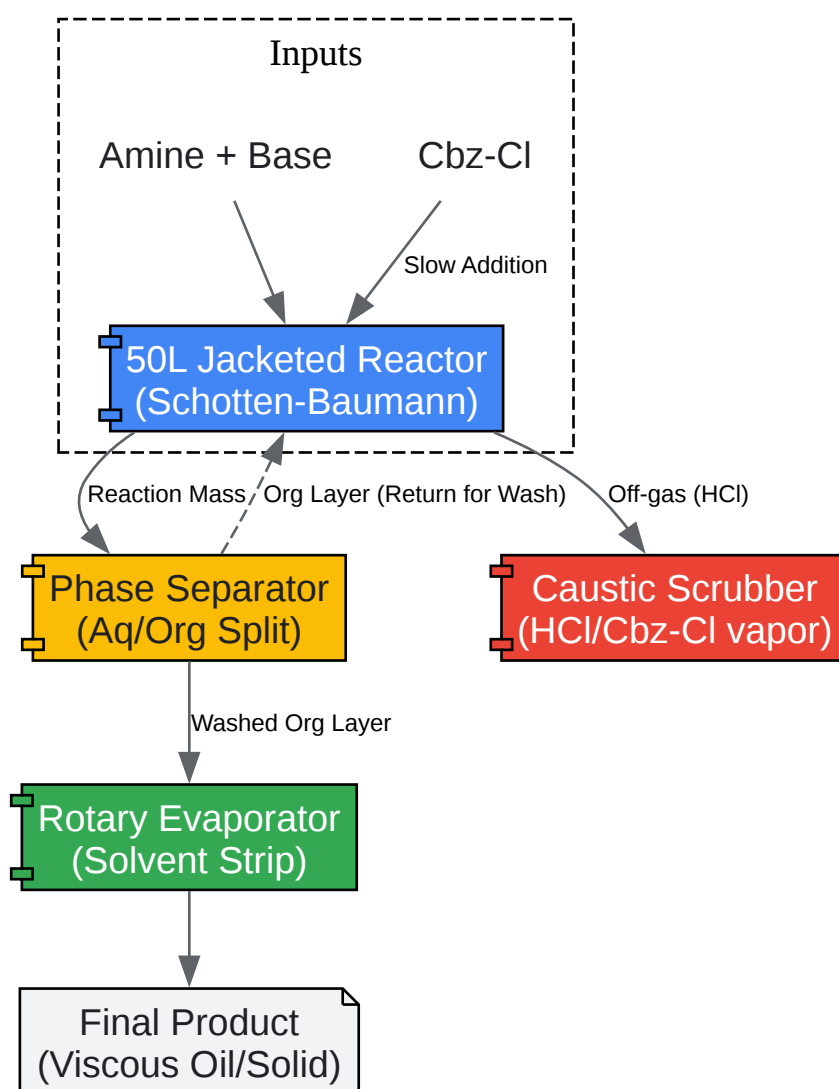 Inputs
Amine + Base
Cbz-Cl
Slow Addition
50L Jacketed Reactor
(Schotten-Baumann)
Reaction Mass
Org Layer (Return for Wash)
Off-gas (HCl)
Phase Separator
(Aq/Org Split)
Caustic Scrubber
(HCl/Cbz-Cl vapor)
Washed Org Layer
Rotary Evaporator
(Solvent Strip)
Final Product
(Viscous Oil/Solid)